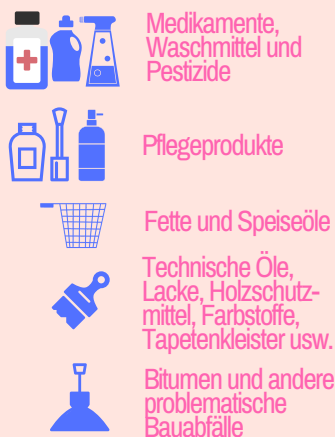 Medikamente,
Waschmittel und
Pestizide
Pflegeprodukte
Fette und Speiseöle
Technische Öle,
Lacke, Holzschutz-
mittel, Farbstoffe,
Tapetenkleister usw.
Bitumen und andere
problematische
Bauabfälle